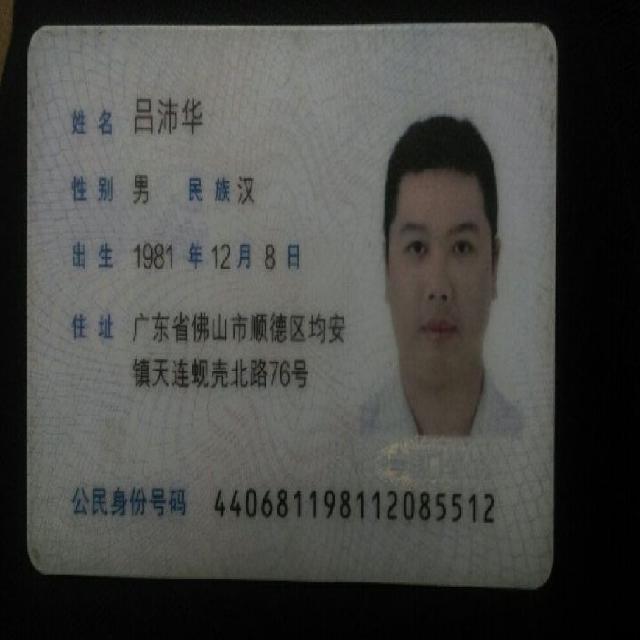 姓名 吕沛华
性别 男 民族 汉
出生 1981 年 12 月 8 日
住址 广东省佛山市顺德区均安
镇天连蚬壳北路76号
公民身份号码 440681198112085512